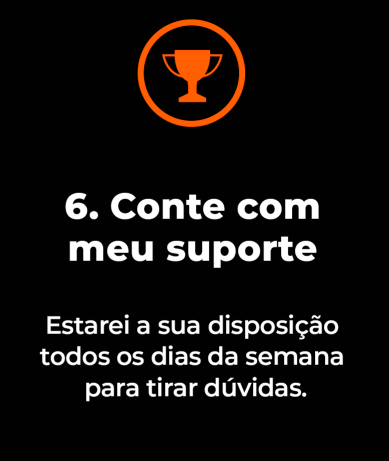 6. Conte com
meu suporte
Estarei a sua disposição
todos os dias da semana
para tirar dúvidas.